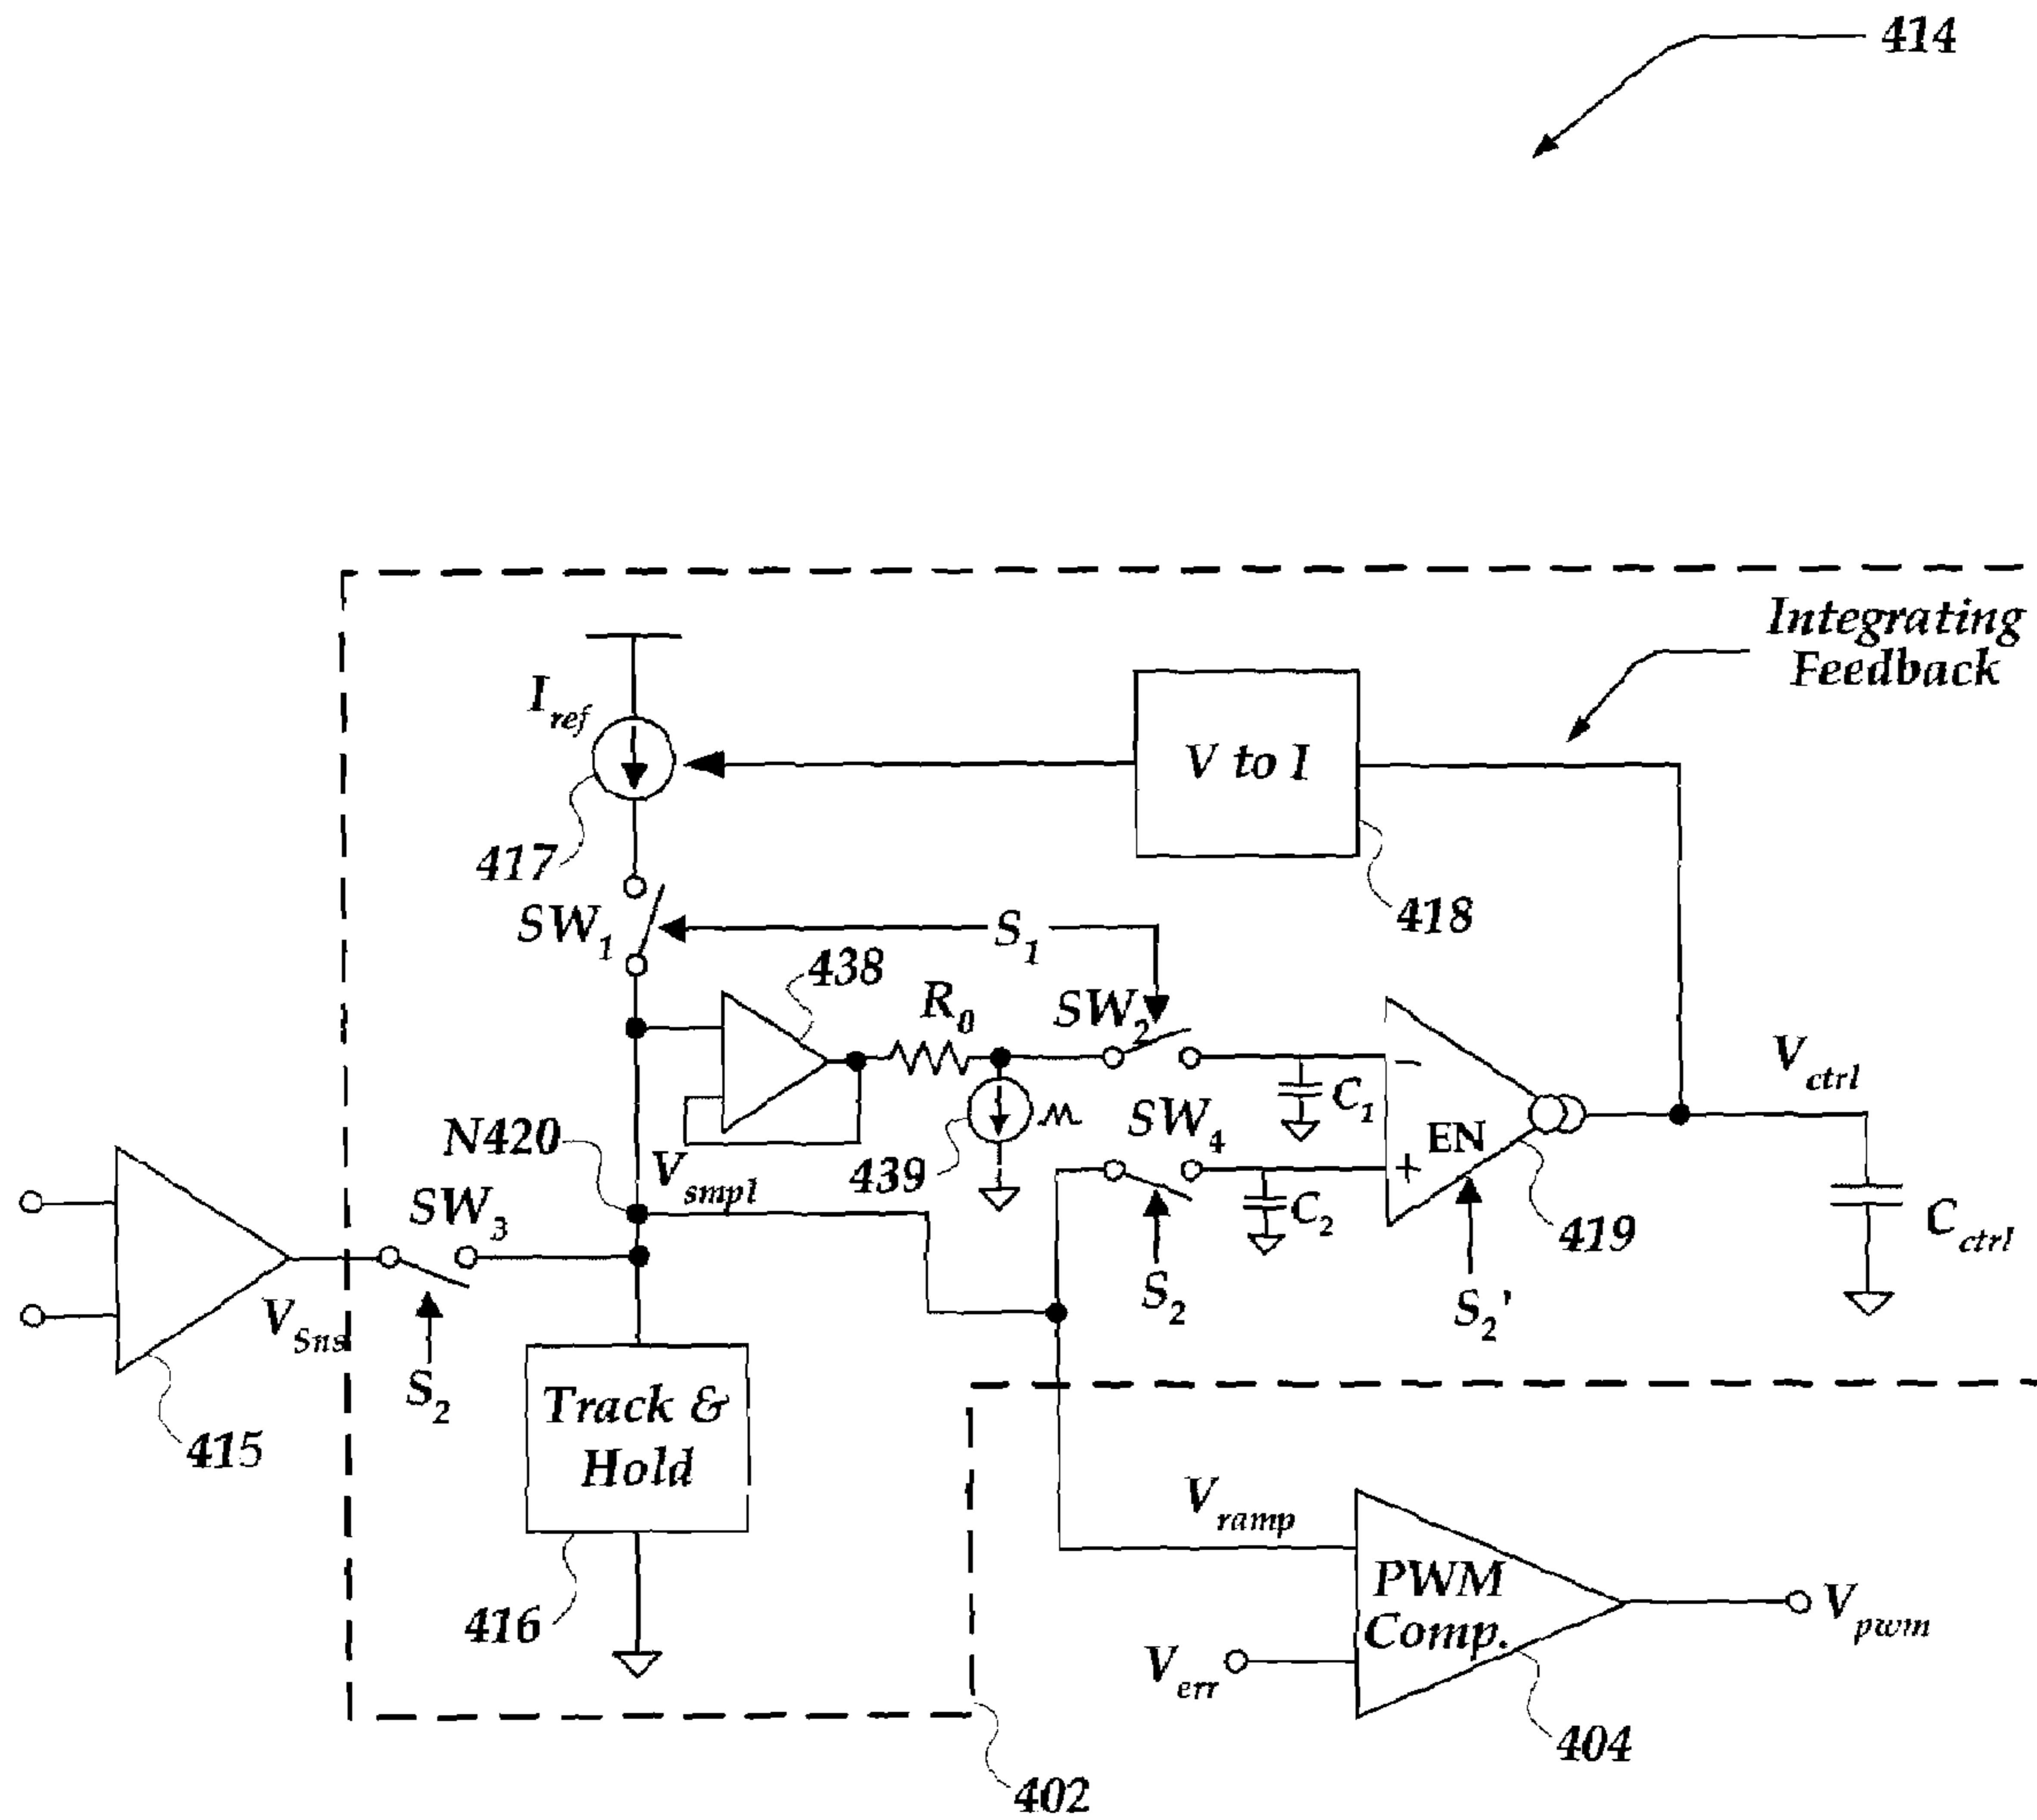 414
Integrating
Feedback
I_ref
V to I
417
418
SW_1
S_1
438
R_0
SW_2
V_ctrl
−
C_1
N420
SW_4
EN
V_smpl
439
+
SW_3
C_2
419
C_ctrl
S_2
S_2'
V_Sns
S_2
Track &
Hold
415
V_ramp
PWM
Comp.
V_pwm
416
V_err
404
402